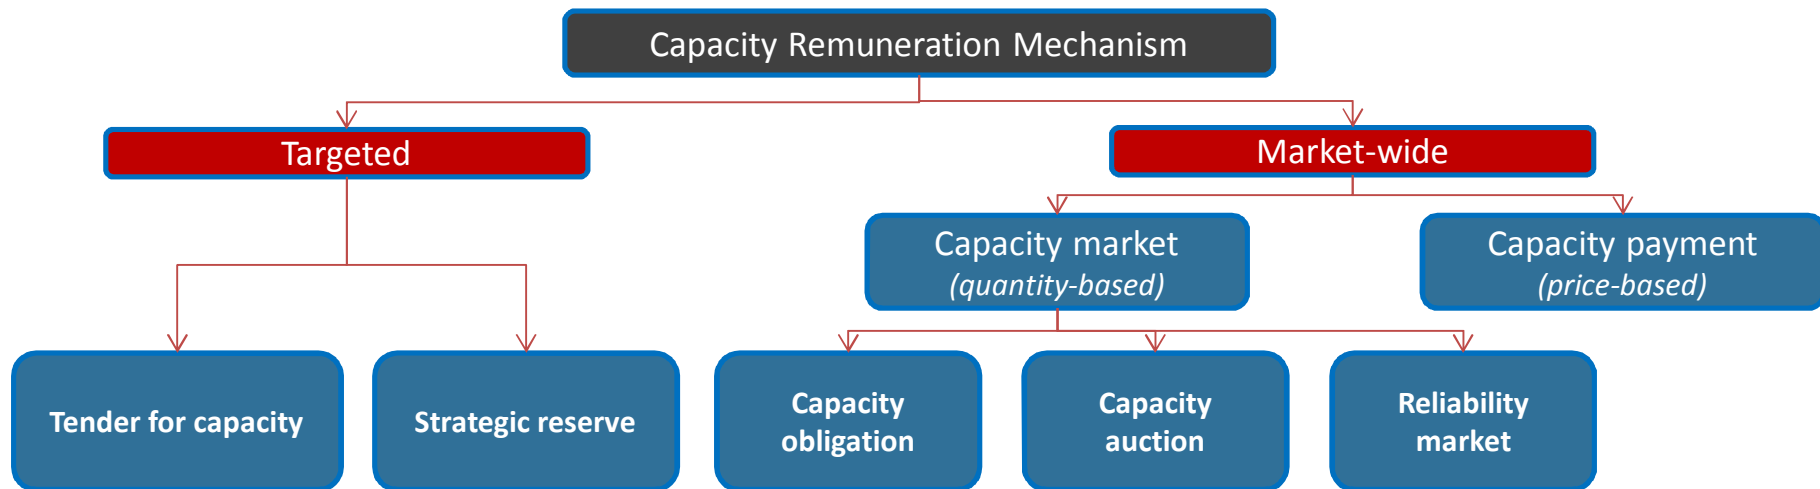 Capacity Remuneration Mechanism
Targeted
Market-wide
Capacity market
(quantity-based)
Capacity payment
(price-based)
Tender for capacity
Strategic reserve
Capacity
obligation
Capacity
auction
Reliability
market